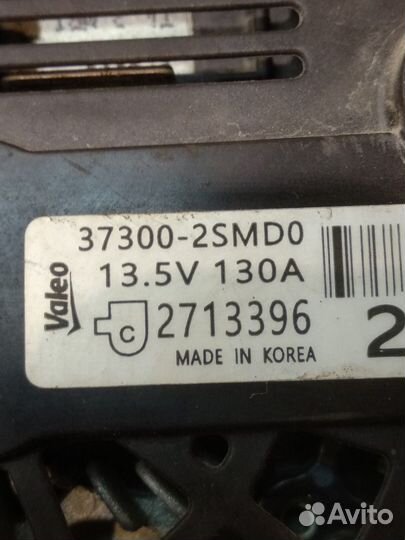 37300-2SMD0
13.5V 130A
Valeo
C 2713396
MADE IN KOREA
2
Avito